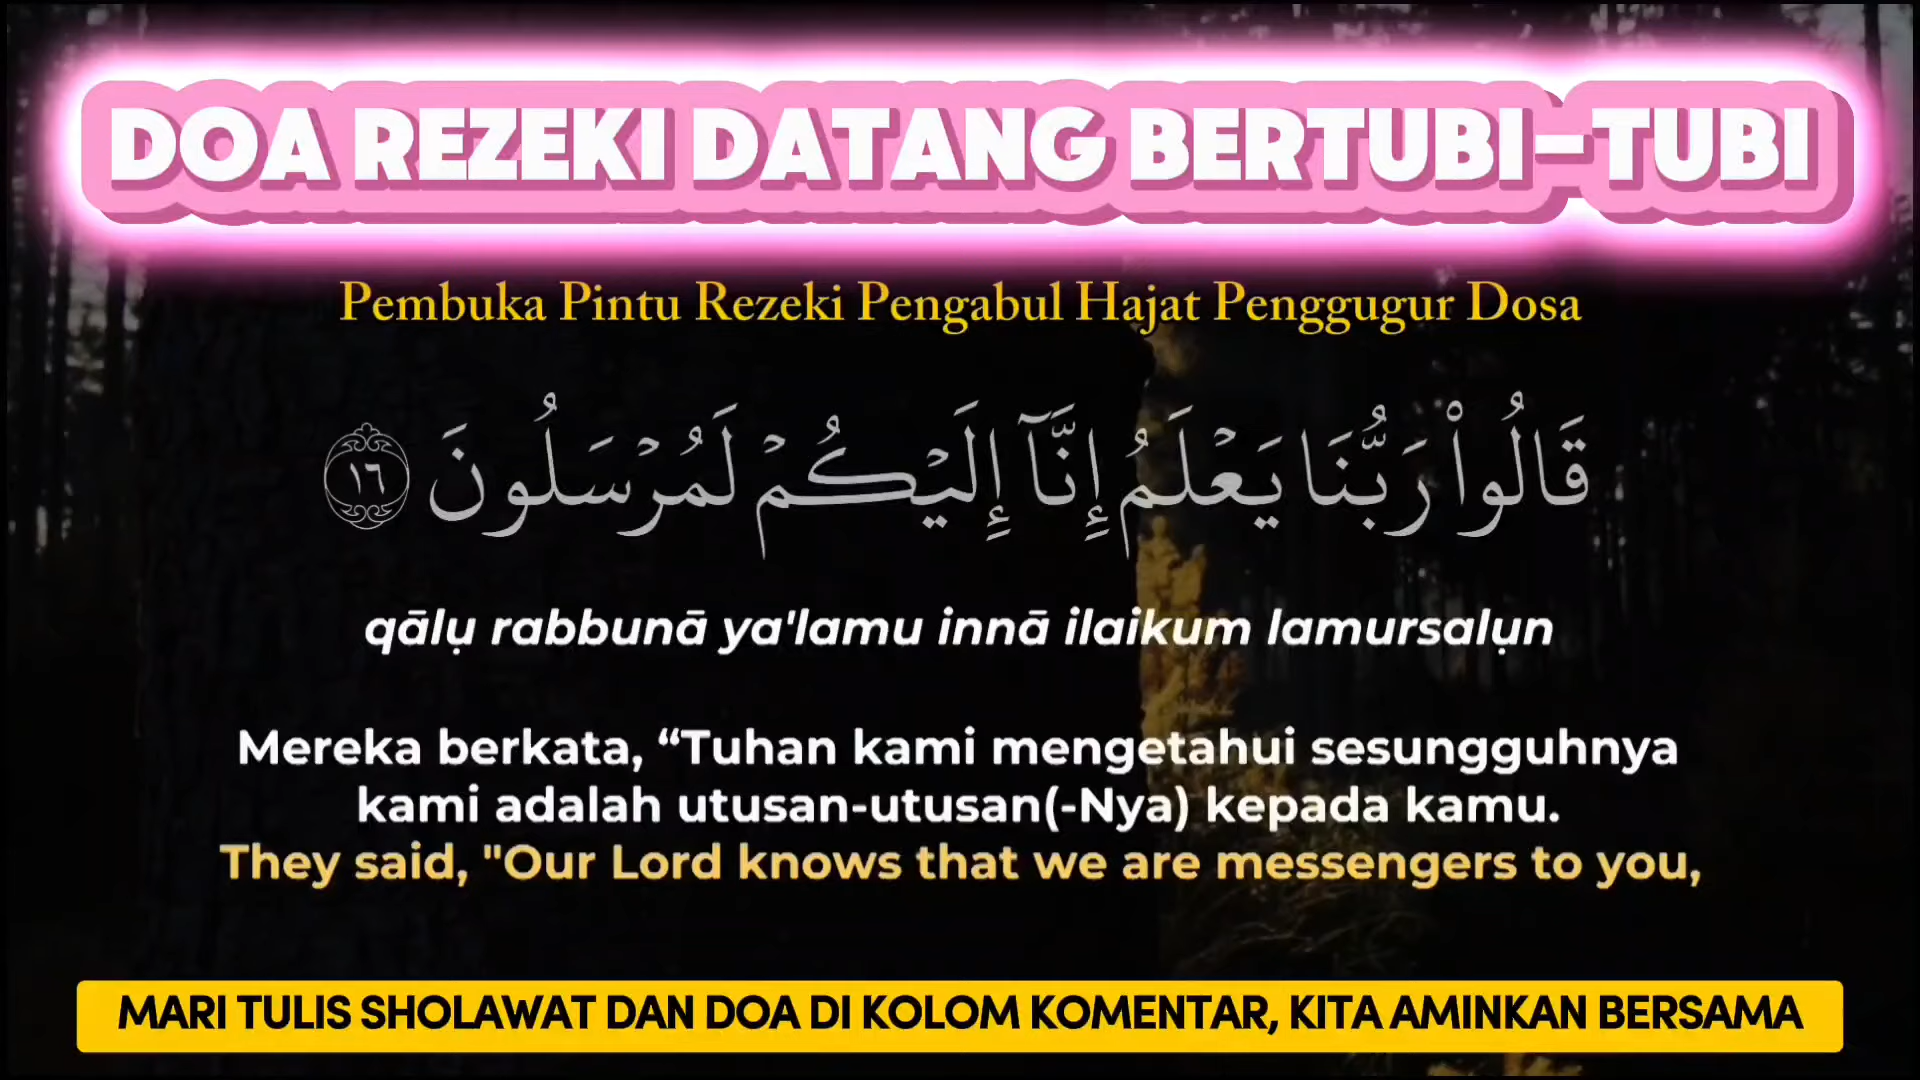 DOA REZEKI DATANG BERTUBI-TUBI
Pembuka Pintu Rezeki Pengabul Hajat Penggugur Dosa
قَالُوا۟ رَبُّنَا يَعْلَمُ إِنَّآ إِلَيْكُمْ لَمُرْسَلُونَ ١٦
qālụ rabbunā ya'lamu innā ilaikum lamursalụn
Mereka berkata, “Tuhan kami mengetahui sesungguhnya
kami adalah utusan-utusan(-Nya) kepada kamu.
They said, "Our Lord knows that we are messengers to you,
MARI TULIS SHOLAWAT DAN DOA DI KOLOM KOMENTAR, KITA AMINKAN BERSAMA